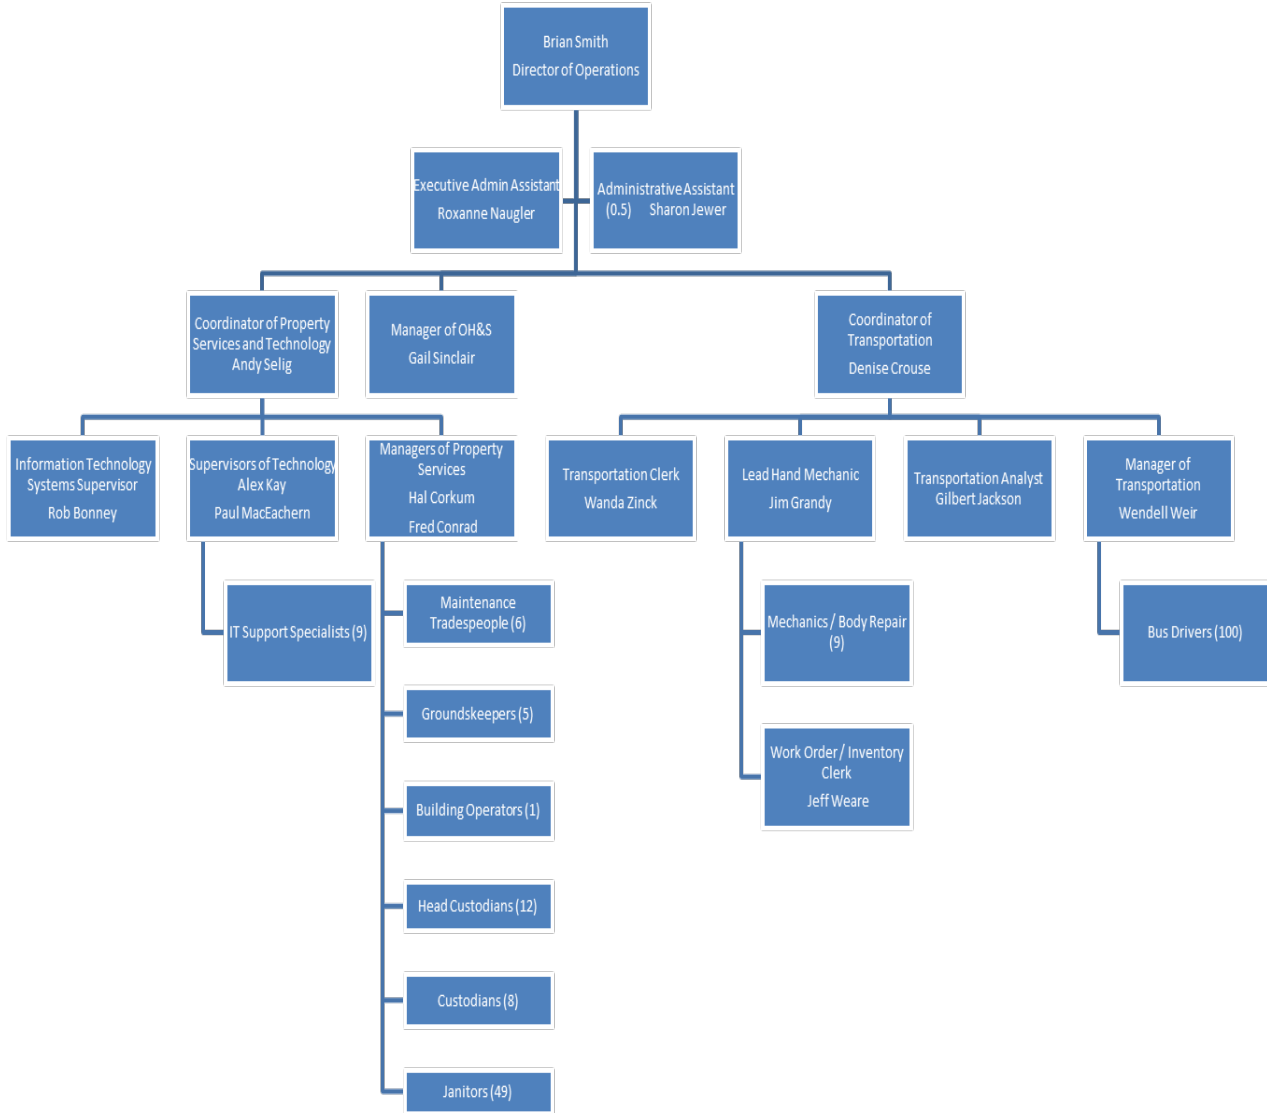 Brian Smith
Director of Operations
Executive Admin Assistant
Roxanne Naugler
Administrative Assistant
(0.5) Sharon Jewer
Coordinator of Property
Services and Technology
Andy Selig
Manager of OH&S
Gail Sinclair
Coordinator of
Transportation
Denise Crouse
Information Technology
Systems Supervisor
Rob Bonney
Supervisors of Technology
Alex Kay
Paul MacEachern
Managers of Property
Services
Hal Corkum
Fred Conrad
Transportation Clerk
Wanda Zinck
Lead Hand Mechanic
Jim Grandy
Transportation Analyst
Gilbert Jackson
Manager of
Transportation
Wendell Weir
IT Support Specialists (9)
Maintenance
Tradespeople (6)
Groundskeepers (5)
Building Operators (1)
Head Custodians (12)
Custodians (8)
Janitors (49)
Mechanics / Body Repair
(9)
Work Order / Inventory
Clerk
Jeff Weare
Bus Drivers (100)